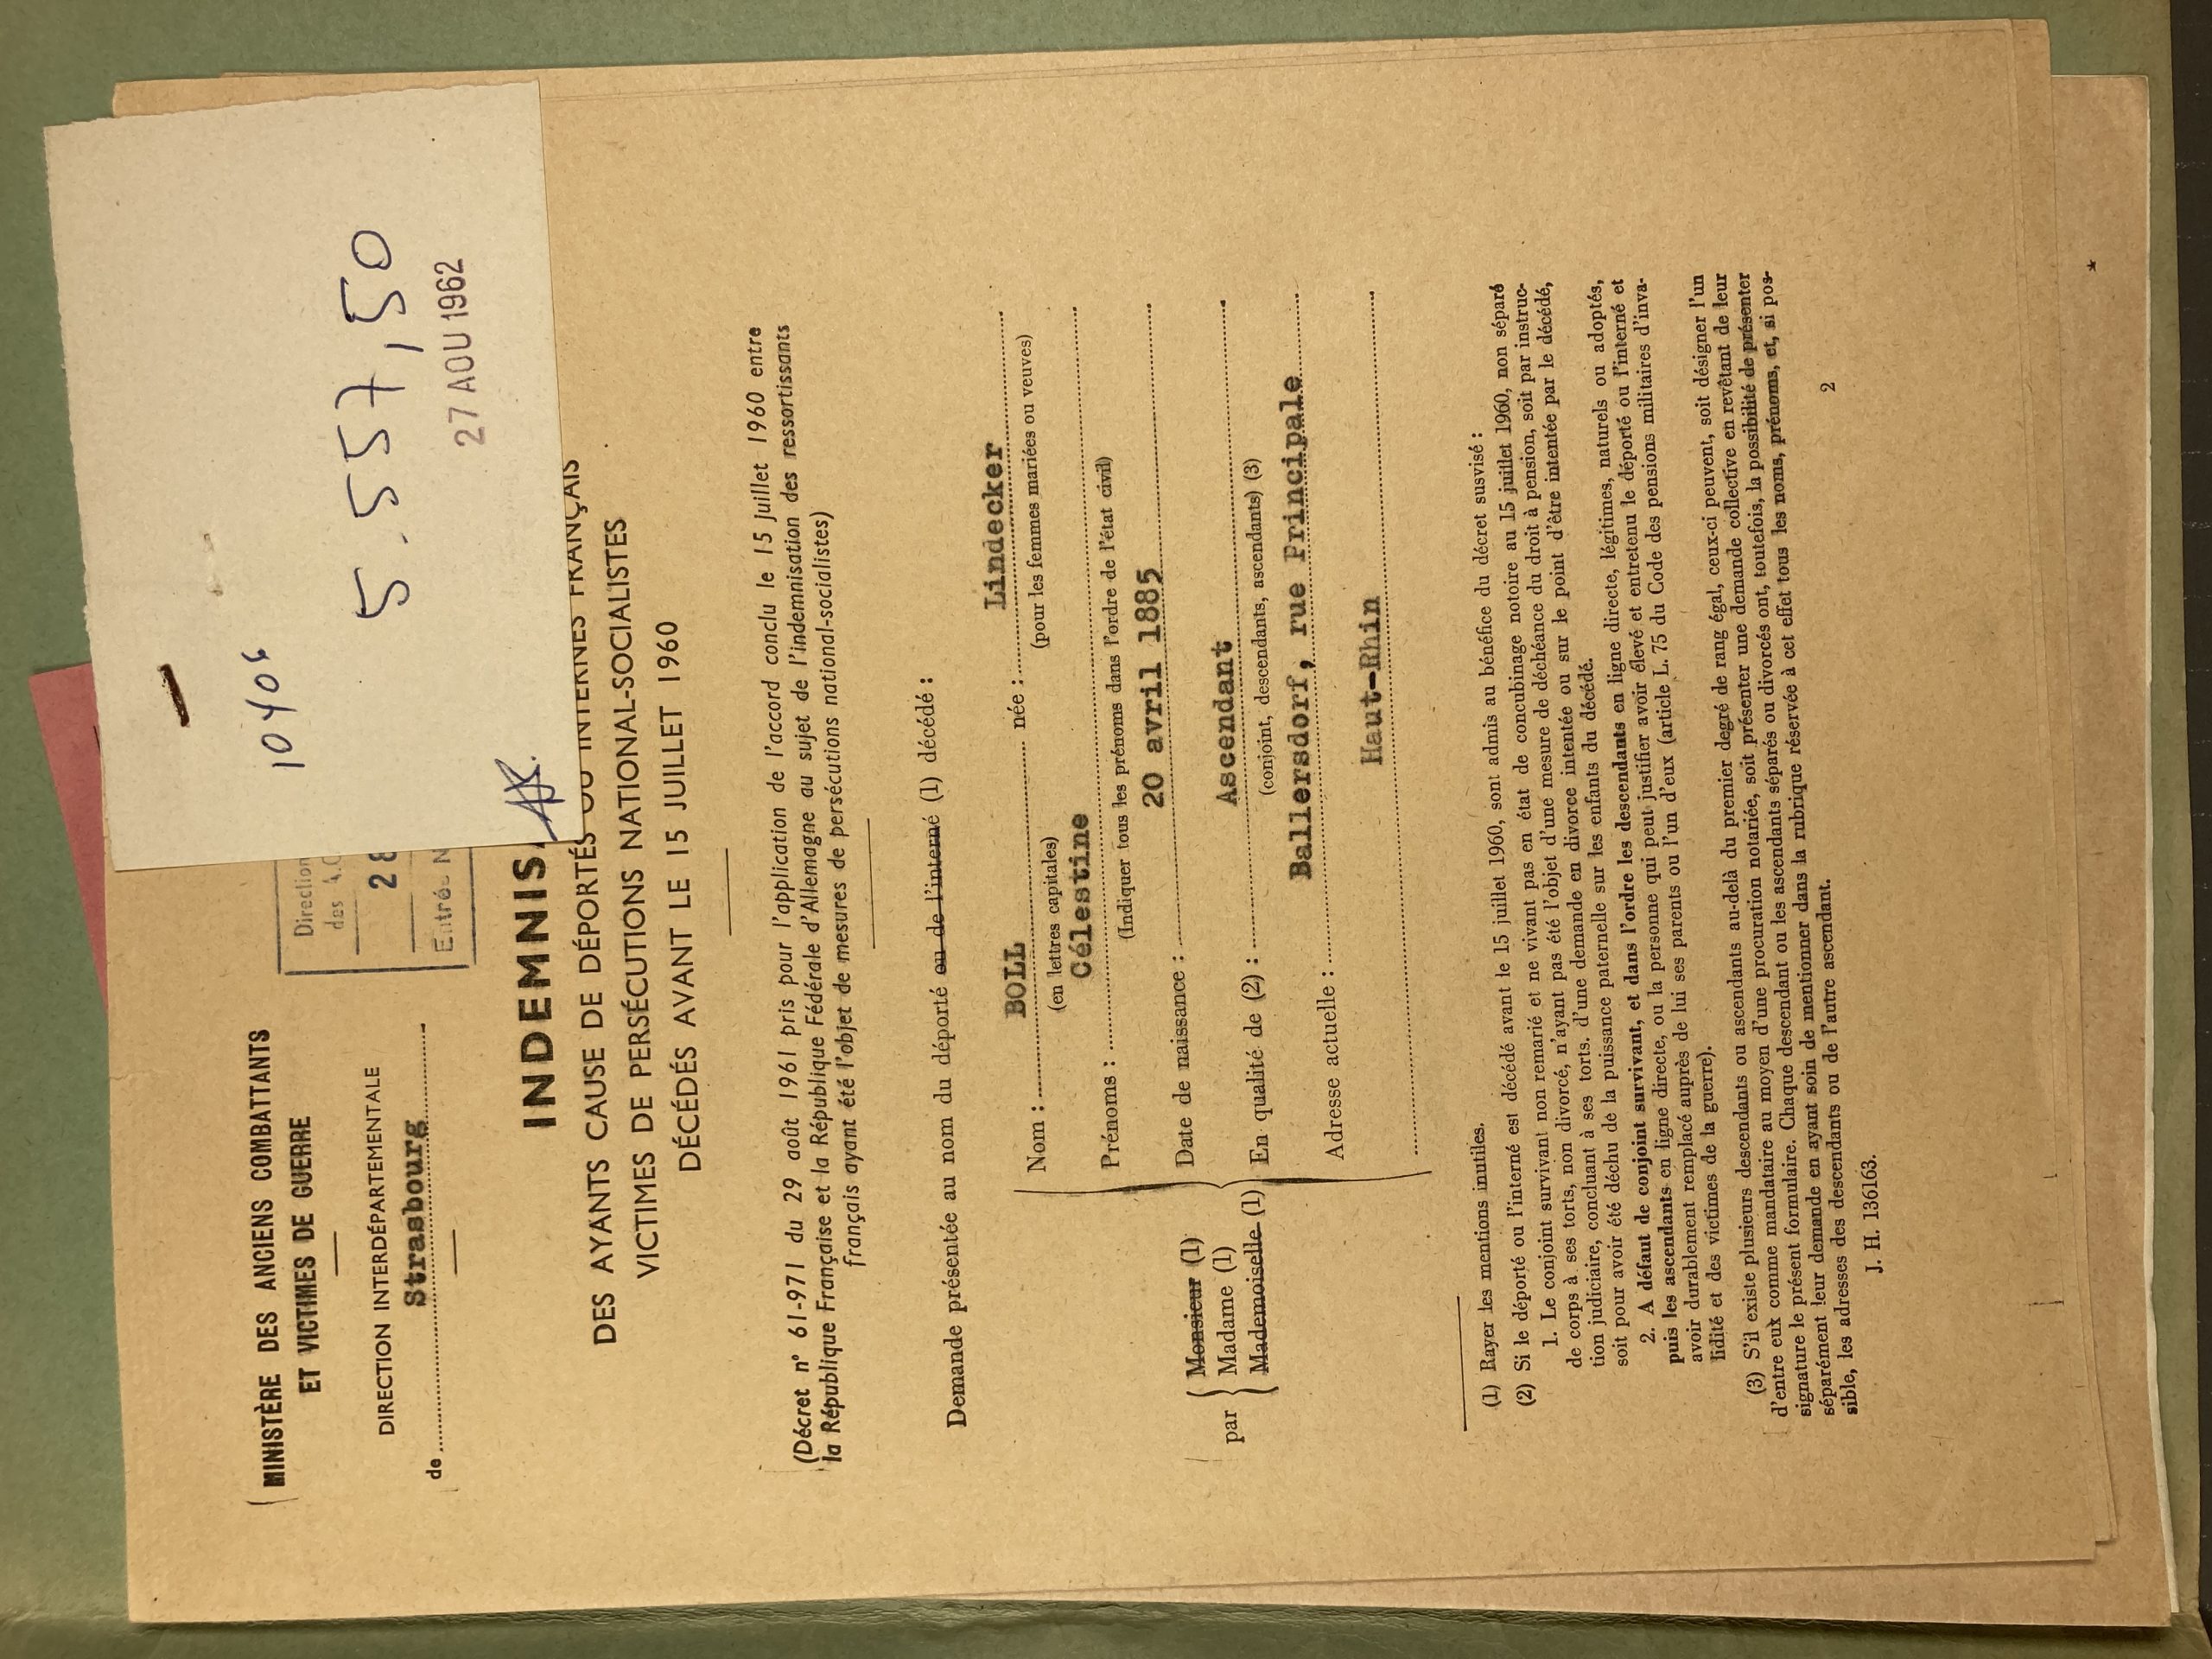 10406
5.557,50
27 AOU 1962
MINISTÈRE DES ANCIENS COMBATTANTS
ET VICTIMES DE GUERRE
DIRECTION INTERDÉPARTEMENTALE
de Strasbourg
Direction
des A.C
28
Entrée N
INDEMNIS
DES AYANTS CAUSE DE DÉPORTÉS OU INTERNÉS FRANÇAIS
VICTIMES DE PERSÉCUTIONS NATIONAL-SOCIALISTES
DÉCÉDÉS AVANT LE 15 JUILLET 1960
(Décret n° 61-971 du 29 août 1961 pris pour l'application de l'accord conclu le 15 juillet 1960 entre
la République Française et la République Fédérale d'Allemagne au sujet de l'indemnisation des ressortissants
français ayant été l'objet de mesures de persécutions national-socialistes)
Demande présentée au nom du déporté ou de l'interné (1) décédé :
Nom : BOLL née : Lindecker
(en lettres capitales) (pour les femmes mariées ou veuves)
Prénoms : Célestine
(Indiquer tous les prénoms dans l'ordre de l'état civil)
par
Monsieur (1)
Madame (1)
Mademoiselle (1)
Date de naissance : 20 avril 1885
En qualité de (2) : Ascendant
(conjoint, descendants, ascendants) (3)
Adresse actuelle : Ballersdorf, rue Principale
Haut-Rhin
(1) Rayer les mentions inutiles.
(2) Si le déporté ou l'interné est décédé avant le 15 juillet 1960, sont admis au bénéfice du décret susvisé :
1. Le conjoint survivant non remarié et ne vivant pas en état de concubinage notoire au 15 juillet 1960, non séparé
de corps à ses torts, non divorcé, n'ayant pas été l'objet d'une mesure de déchéance du droit à pension, soit par instruc-
tion judiciaire, concluant à ses torts. d'une demande en divorce intentée ou sur le point d'être intentée par le décédé,
soit pour avoir été déchu de la puissance paternelle sur les enfants du décédé.
2. A défaut de conjoint survivant, et dans l'ordre les descendants en ligne directe, légitimes, naturels ou adoptés,
puis les ascendants en ligne directe, ou la personne qui peut justifier avoir élevé et entretenu le déporté ou l'interné et
avoir durablement remplacé auprès de lui ses parents ou l'un d'eux (article L. 75 du Code des pensions militaires d'inva-
lidité et des victimes de la guerre).
(3) S'il existe plusieurs descendants ou ascendants au-delà du premier degré de rang égal, ceux-ci peuvent, soit désigner l'un
d'entre eux comme mandataire au moyen d'une procuration notariée, soit présenter une demande collective en revêtant de leur
signature le présent formulaire. Chaque descendant ou les ascendants séparés ou divorcés ont, toutefois, la possibilité de présenter
séparément leur demande en ayant soin de mentionner dans la rubrique réservée à cet effet tous les noms, prénoms, et, si pos-
sible, les adresses des descendants ou de l'autre ascendant.
J. H. 136163.
2